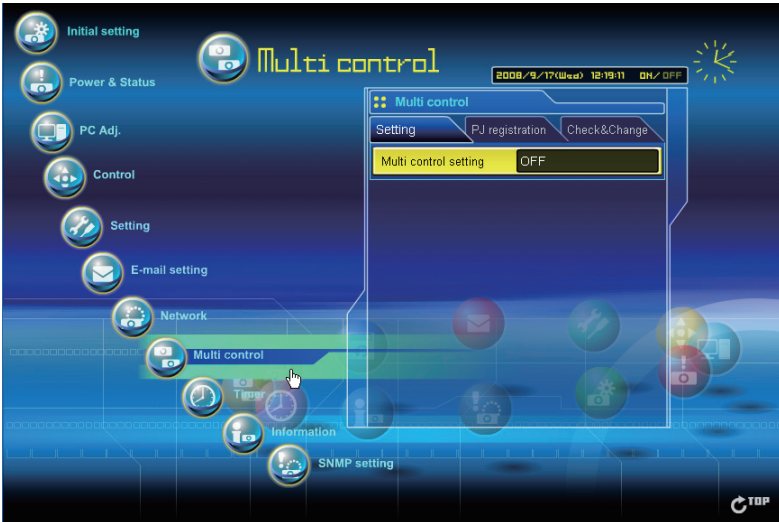 Initial setting
Multi control
Power & Status
2008/9/17(Wed) 12:19:11 ON/OFF
Multi control
PC Adj.
Setting PJ registration Check&Change
Multi control setting OFF
Control
Setting
E-mail setting
Network
Multi control
Timer
Information
SNMP setting
TOP